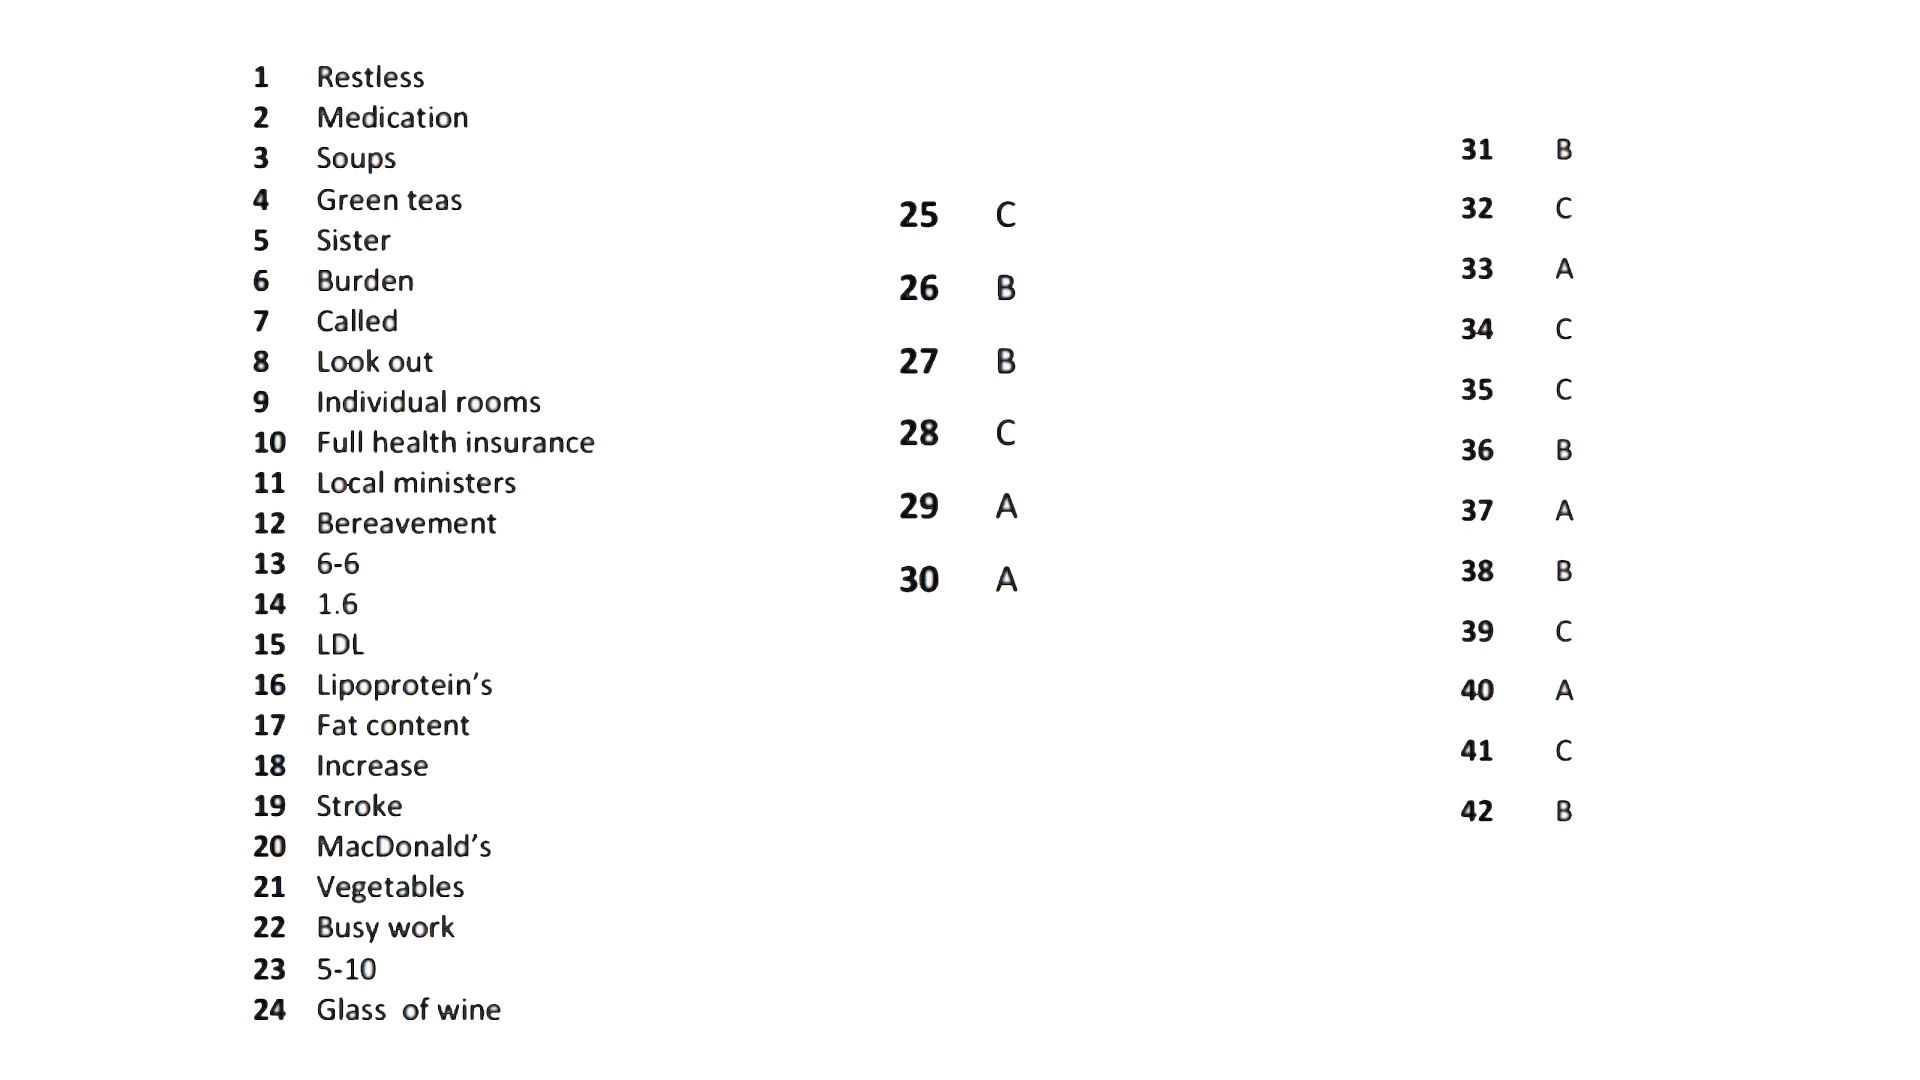 1 Restless
2 Medication
3 Soups
4 Green teas
5 Sister
6 Burden
7 Called
8 Look out
9 Individual rooms
10 Full health insurance
11 Local ministers
12 Bereavement
13 6-6
14 1.6
15 LDL
16 Lipoprotein’s
17 Fat content
18 Increase
19 Stroke
20 MacDonald’s
21 Vegetables
22 Busy work
23 5-10
24 Glass of wine
25 C
26 B
27 B
28 C
29 A
30 A
31 B
32 C
33 A
34 C
35 C
36 B
37 A
38 B
39 C
40 A
41 C
42 B